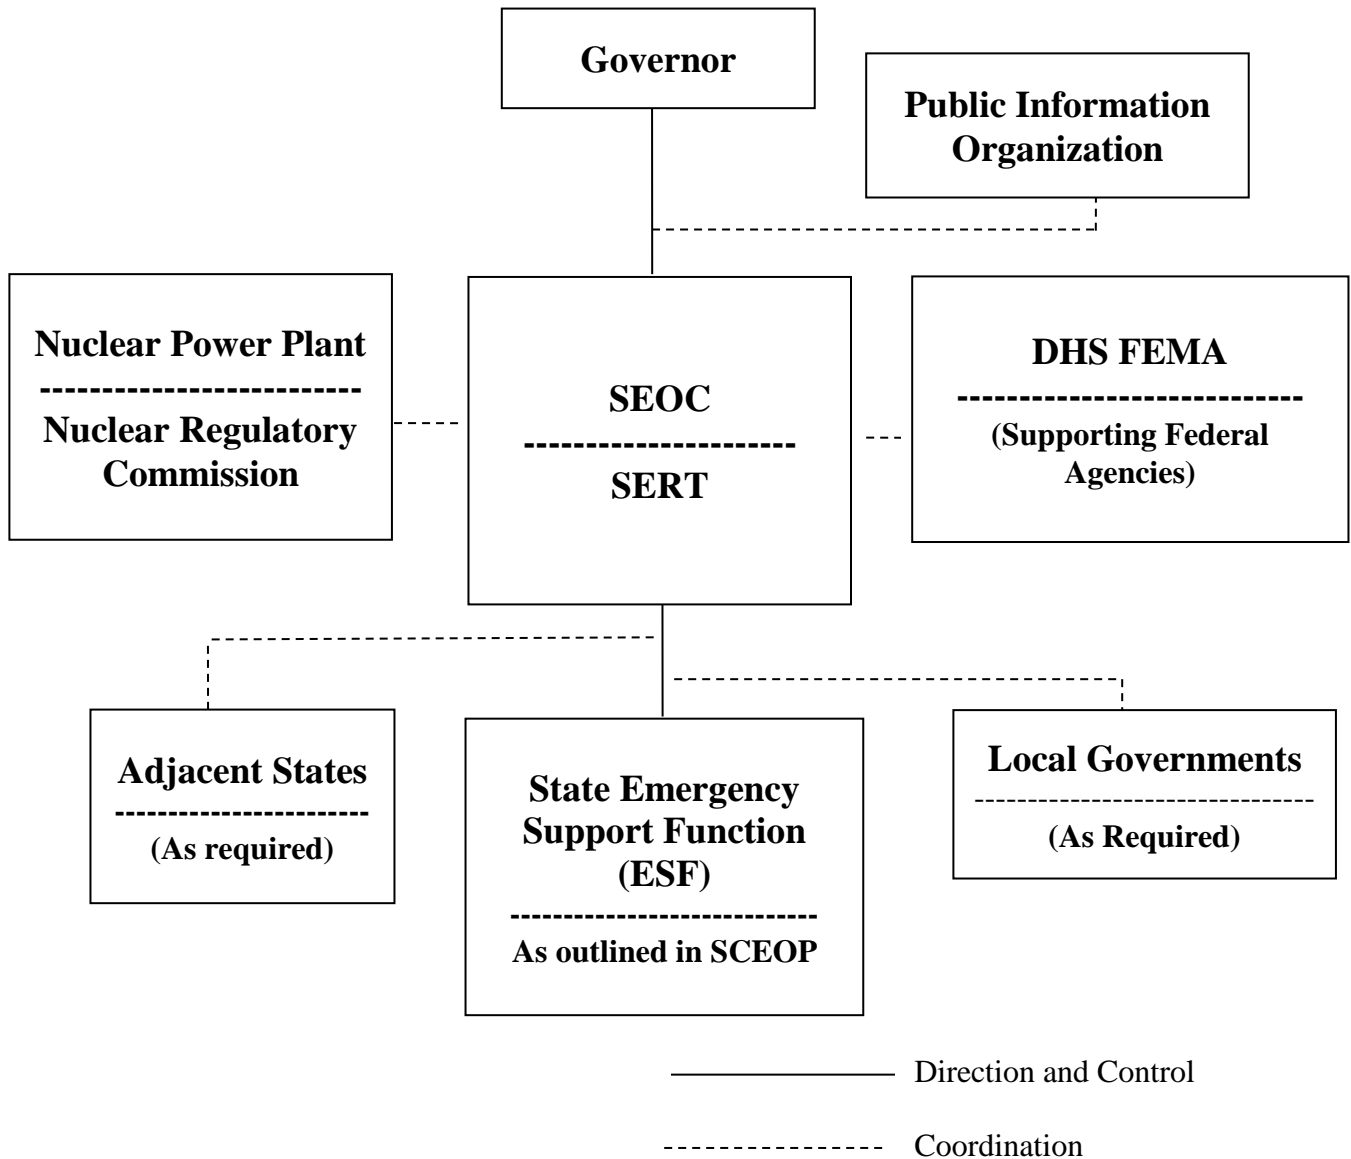 Governor
Public Information
Organization
Nuclear Power Plant
Nuclear Regulatory
Commission
SEOC
SERT
DHS FEMA
(Supporting Federal
Agencies)
Adjacent States
(As required)
State Emergency
Support Function
(ESF)
As outlined in SCEOP
Local Governments
(As Required)
Direction and Control
Coordination